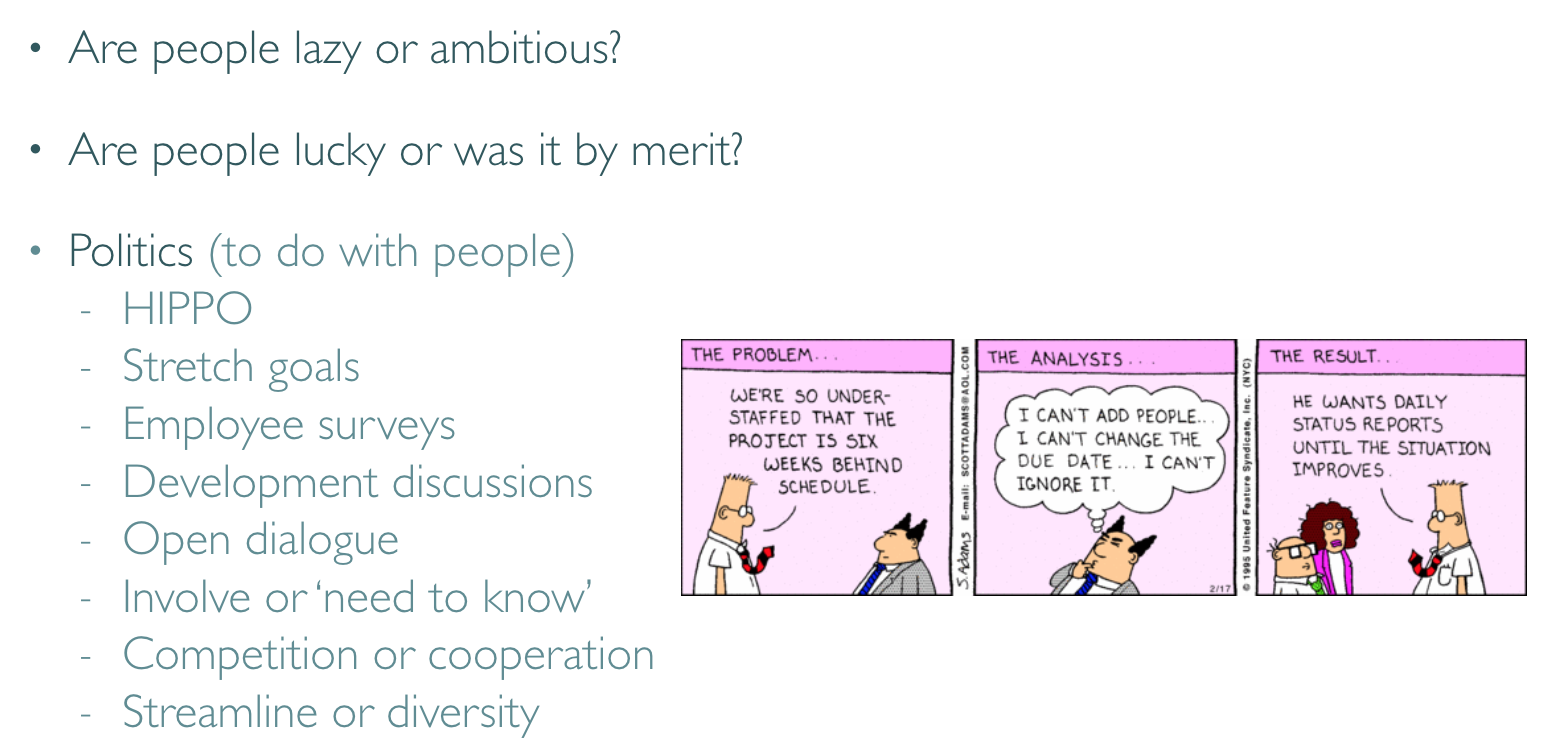 • Are people lazy or ambitious?
• Are people lucky or was it by merit?
• Politics (to do with people)
- HIPPO
- Stretch goals
- Employee surveys
- Development discussions
- Open dialogue
- Involve or ‘need to know’
- Competition or cooperation
- Streamline or diversity
THE PROBLEM...
WE'RE SO UNDER-
STAFFED THAT THE
PROJECT IS SIX
WEEKS BEHIND
SCHEDULE.
S. Adams E-mail: SCOTTADAMS@AOL.COM
THE ANALYSIS...
I CAN'T ADD PEOPLE...
I CAN'T CHANGE THE
DUE DATE... I CAN'T
IGNORE IT.
2/17
© 1995 United Feature Syndicate, Inc. (NYC)
THE RESULT...
HE WANTS DAILY
STATUS REPORTS
UNTIL THE SITUATION
IMPROVES.